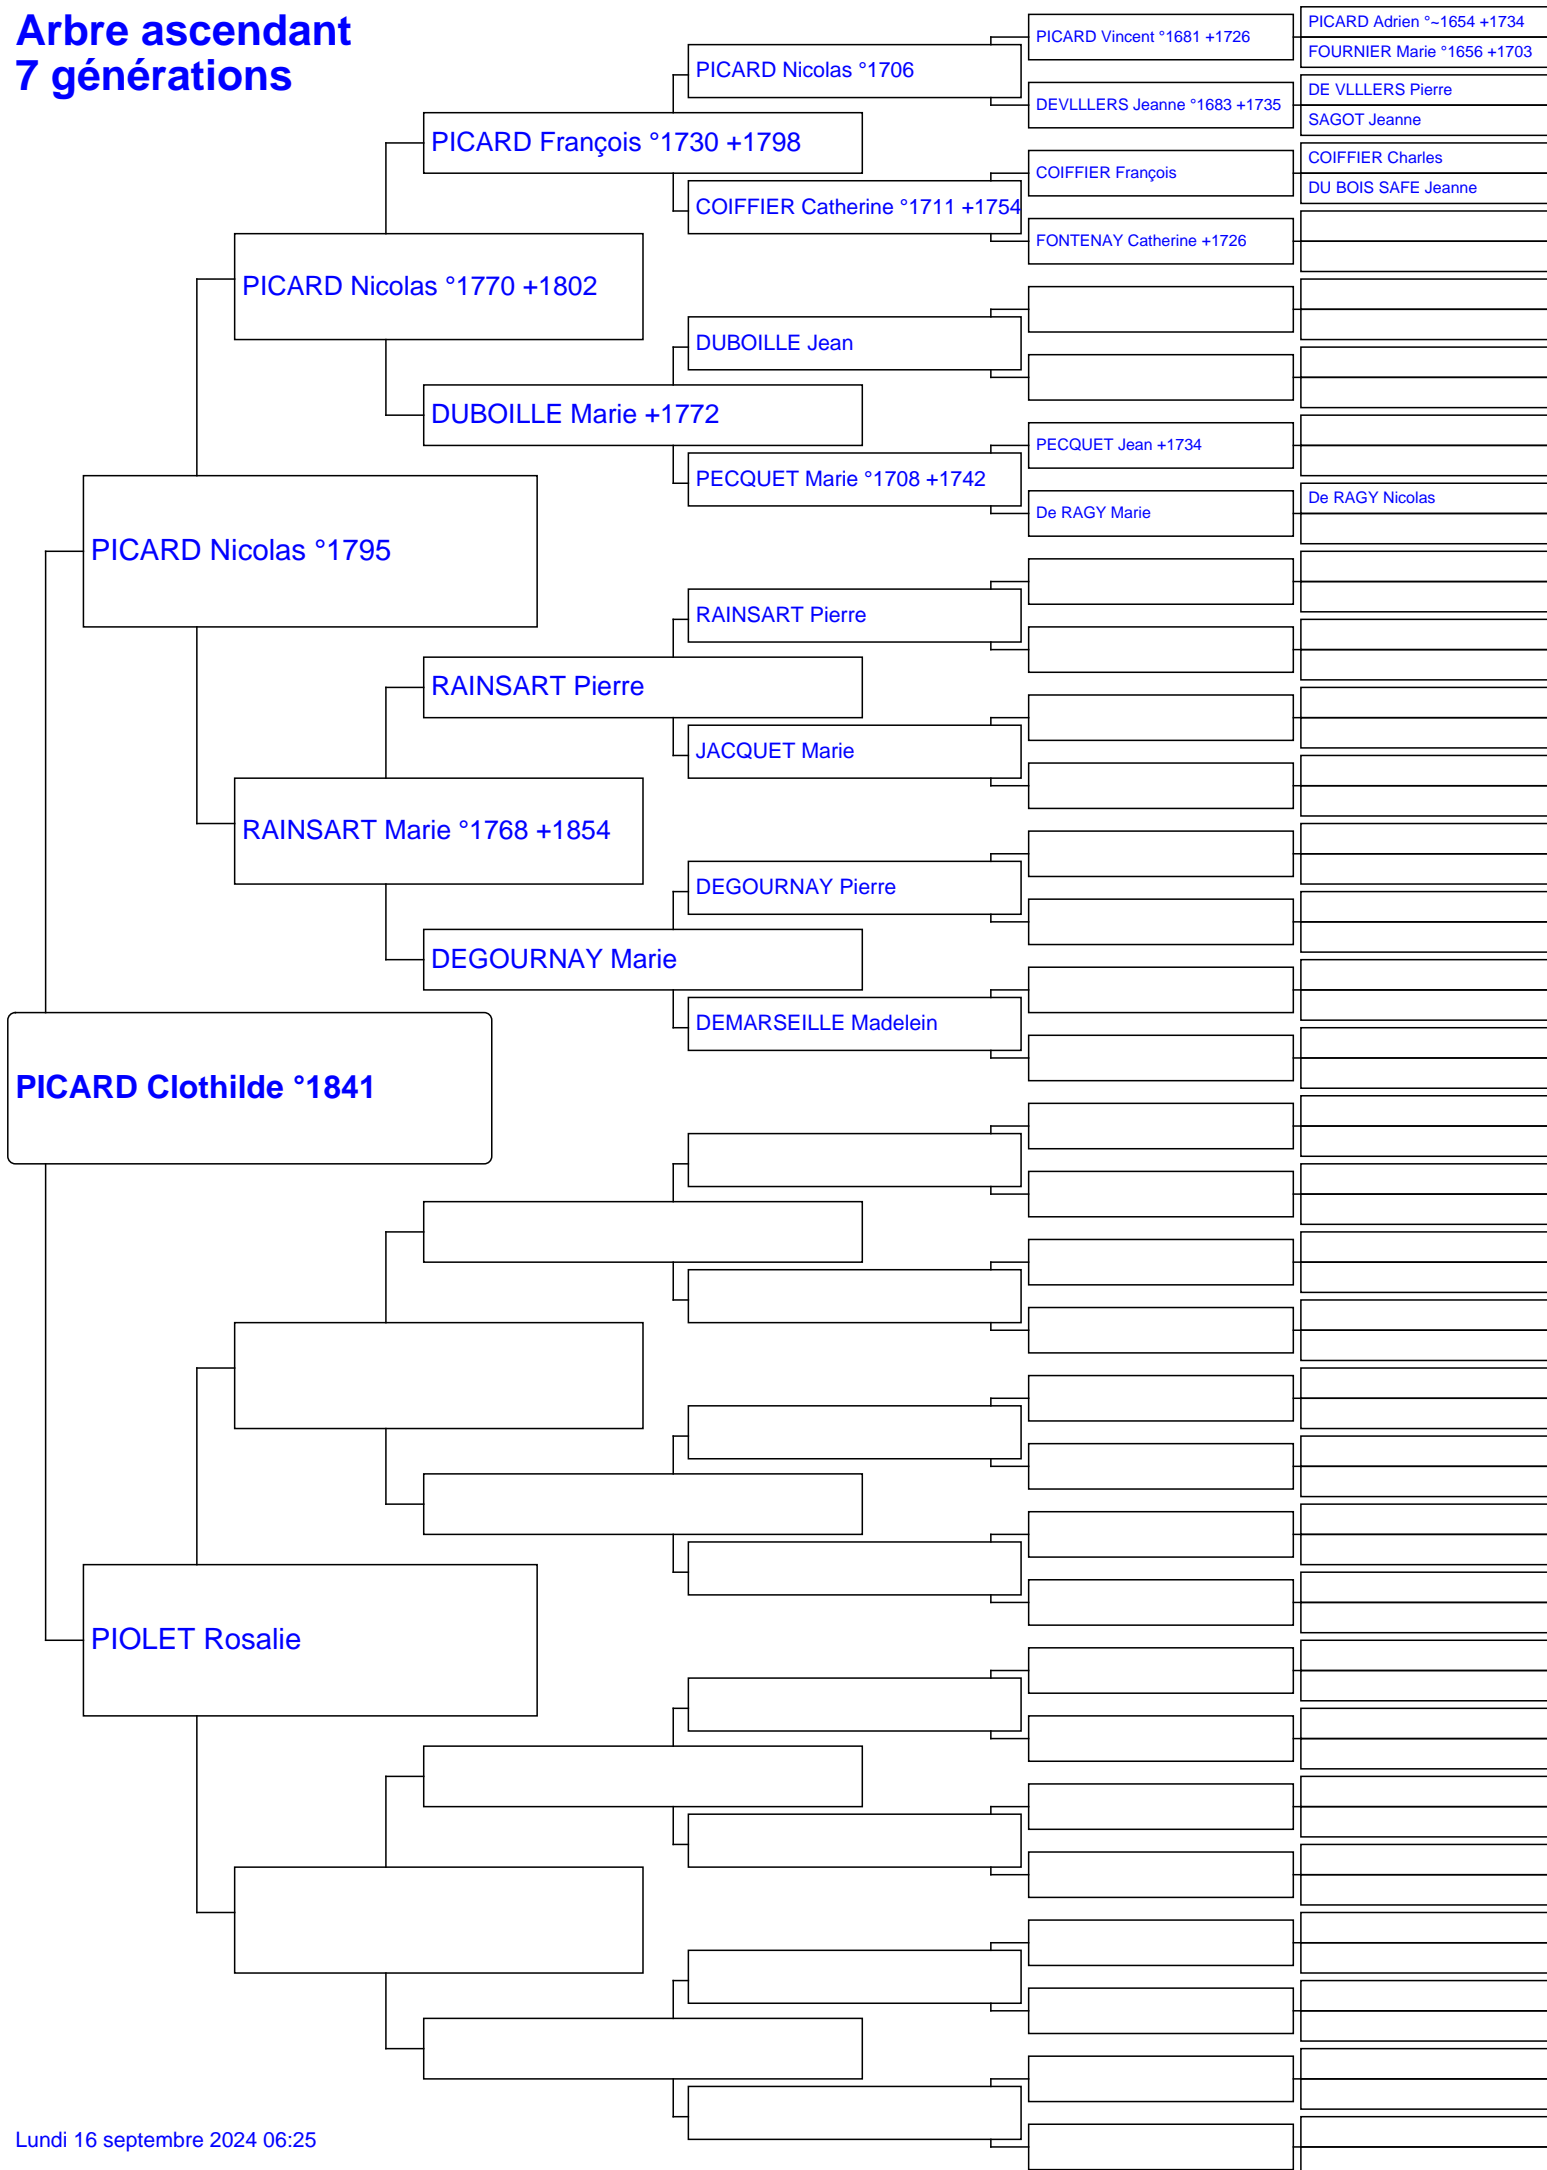 Arbre ascendant
7 générations
PICARD Adrien °~1654 +1734
PICARD Vincent °1681 +1726
FOURNIER Marie °1656 +1703
PICARD Nicolas °1706
DE VLLLERS Pierre
DEVLLLERS Jeanne °1683 +1735
SAGOT Jeanne
PICARD François °1730 +1798
COIFFIER Charles
COIFFIER François
DU BOIS SAFE Jeanne
COIFFIER Catherine °1711 +1754
FONTENAY Catherine +1726
PICARD Nicolas °1770 +1802
DUBOILLE Jean
DUBOILLE Marie +1772
PECQUET Jean +1734
PECQUET Marie °1708 +1742
De RAGY Nicolas
De RAGY Marie
PICARD Nicolas °1795
RAINSART Pierre
RAINSART Pierre
JACQUET Marie
RAINSART Marie °1768 +1854
DEGOURNAY Pierre
DEGOURNAY Marie
DEMARSEILLE Madelein
PICARD Clothilde °1841
PIOLET Rosalie
Lundi 16 septembre 2024 06:25